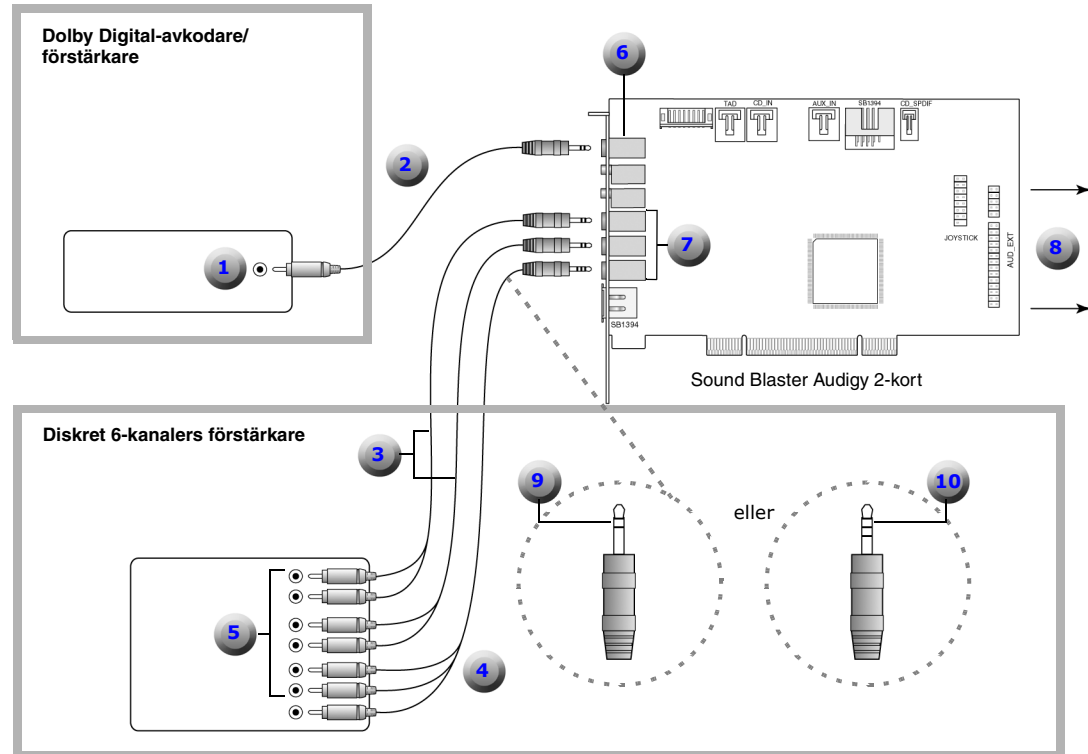 Dolby Digital-avkodare/
förstärkare
6
TAD
CD_IN
AUX_IN
SB1394
CD_SPDIF
2
JOYSTICK
7
AUD_EXT
8
1
SB1394
Sound Blaster Audigy 2-kort
Diskret 6-kanalers förstärkare
3
9
eller
10
5
4